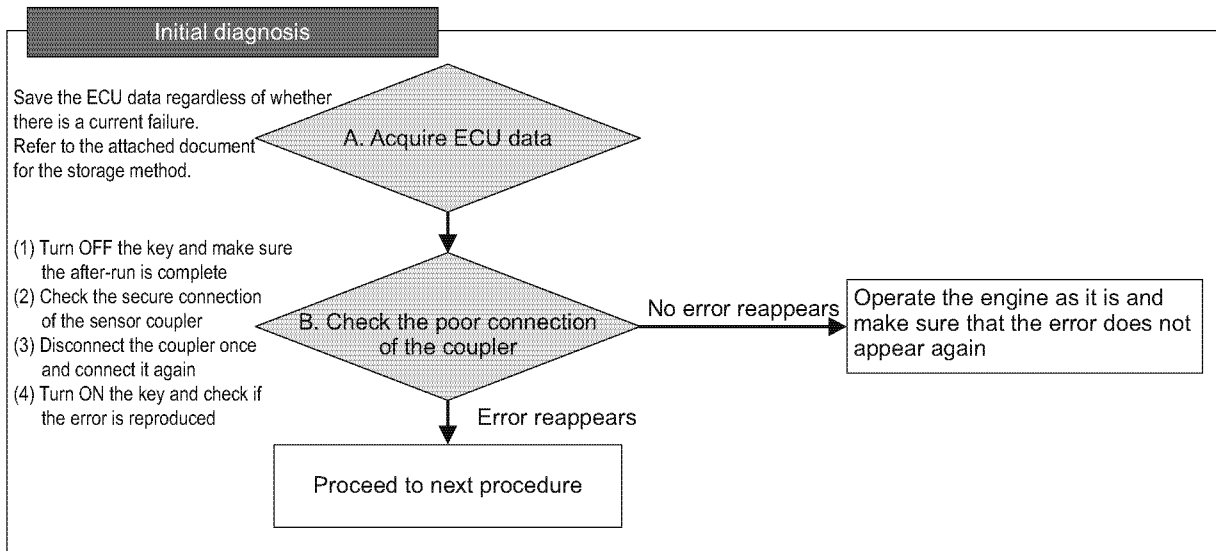 Initial diagnosis
Save the ECU data regardless of whether
there is a current failure.
Refer to the attached document
for the storage method.
A. Acquire ECU data
(1) Turn OFF the key and make sure
the after-run is complete
(2) Check the secure connection
of the sensor coupler
(3) Disconnect the coupler once
and connect it again
(4) Turn ON the key and check if
the error is reproduced
B. Check the poor connection
of the coupler
No error reappears
Operate the engine as it is and
make sure that the error does not
appear again
Error reappears
Proceed to next procedure